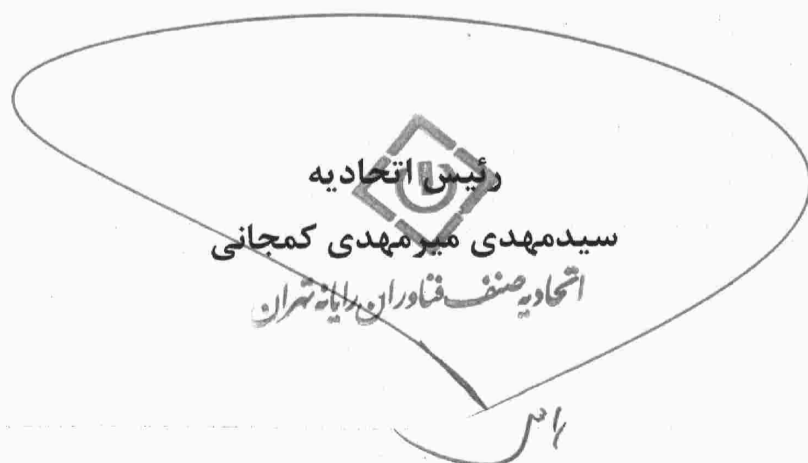 رئیس اتحادیه
سیدمهدی میرمهدی کمجانی
اتحادیه صنف فناوران رایانه تهران